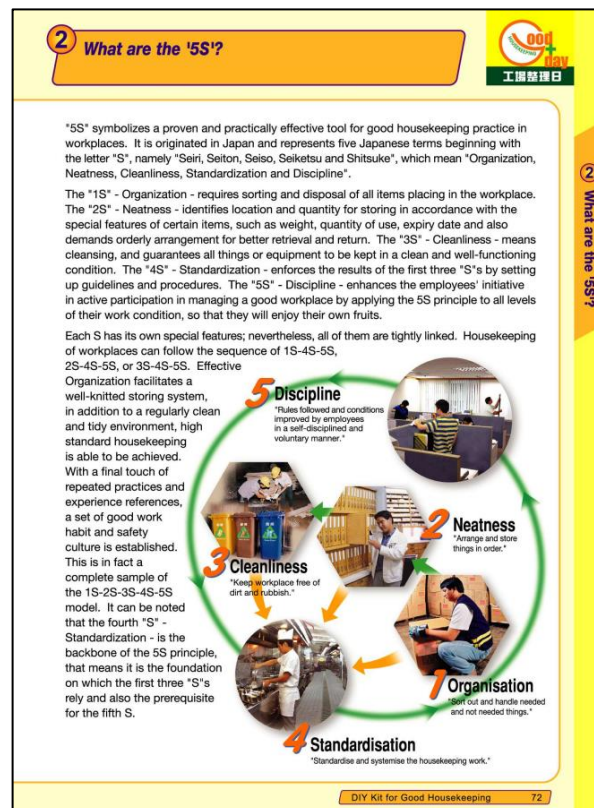 2 What are the '5S'?
Good
HOUSEKEEPING
+
day
工場整理日
"5S" symbolizes a proven and practically effective tool for good housekeeping practice in
workplaces. It is originated in Japan and represents five Japanese terms beginning with
the letter "S", namely "Seiri, Seiton, Seiso, Seiketsu and Shitsuke", which mean "Organization,
Neatness, Cleanliness, Standardization and Discipline".
The "1S" - Organization - requires sorting and disposal of all items placing in the workplace.
The "2S" - Neatness - identifies location and quantity for storing in accordance with the
special features of certain items, such as weight, quantity of use, expiry date and also
demands orderly arrangement for better retrieval and return. The "3S" - Cleanliness - means
cleansing, and guarantees all things or equipment to be kept in a clean and well-functioning
condition. The "4S" - Standardization - enforces the results of the first three "S"s by setting
up guidelines and procedures. The "5S" - Discipline - enhances the employees' initiative
in active participation in managing a good workplace by applying the 5S principle to all levels
of their work condition, so that they will enjoy their own fruits.
Each S has its own special features; nevertheless, all of them are tightly linked. Housekeeping
of workplaces can follow the sequence of 1S-4S-5S,
2S-4S-5S, or 3S-4S-5S. Effective
Organization facilitates a
well-knitted storing system,
in addition to a regularly clean
and tidy environment, high
standard housekeeping
is able to be achieved.
With a final touch of
repeated practices and
experience references,
a set of good work
habit and safety
culture is established.
This is in fact a
complete sample of
the 1S-2S-3S-4S-5S
model. It can be noted
that the fourth "S" -
Standardization - is the
backbone of the 5S principle,
that means it is the foundation
on which the first three "S"s
rely and also the prerequisite
for the fifth S.
5 Discipline
"Rules followed and conditions
improved by employees
in a self-disciplined and
voluntary manner."
2 Neatness
"Arrange and store
things in order."
3 Cleanliness
"Keep workplace free of
dirt and rubbish."
1 Organisation
"Sort out and handle needed
and not needed things."
4 Standardisation
"Standardise and systemise the housekeeping work."
2 What are the '5S'?
DIY Kit for Good Housekeeping 72